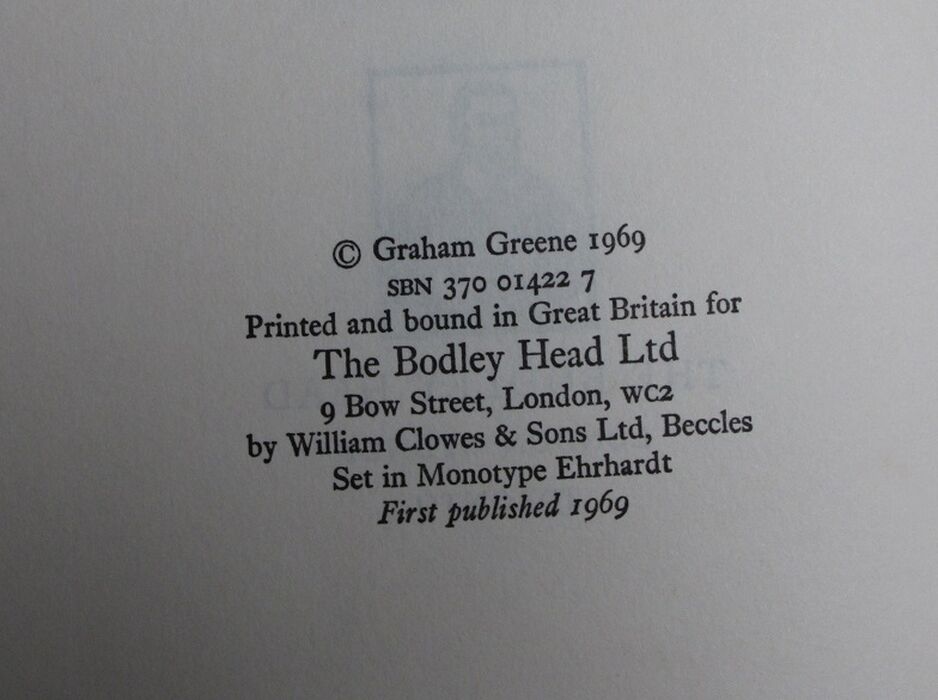 © Graham Greene 1969
SBN 370 01422 7
Printed and bound in Great Britain for
The Bodley Head Ltd
9 Bow Street, London, WC2
by William Clowes & Sons Ltd, Beccles
Set in Monotype Ehrhardt
First published 1969